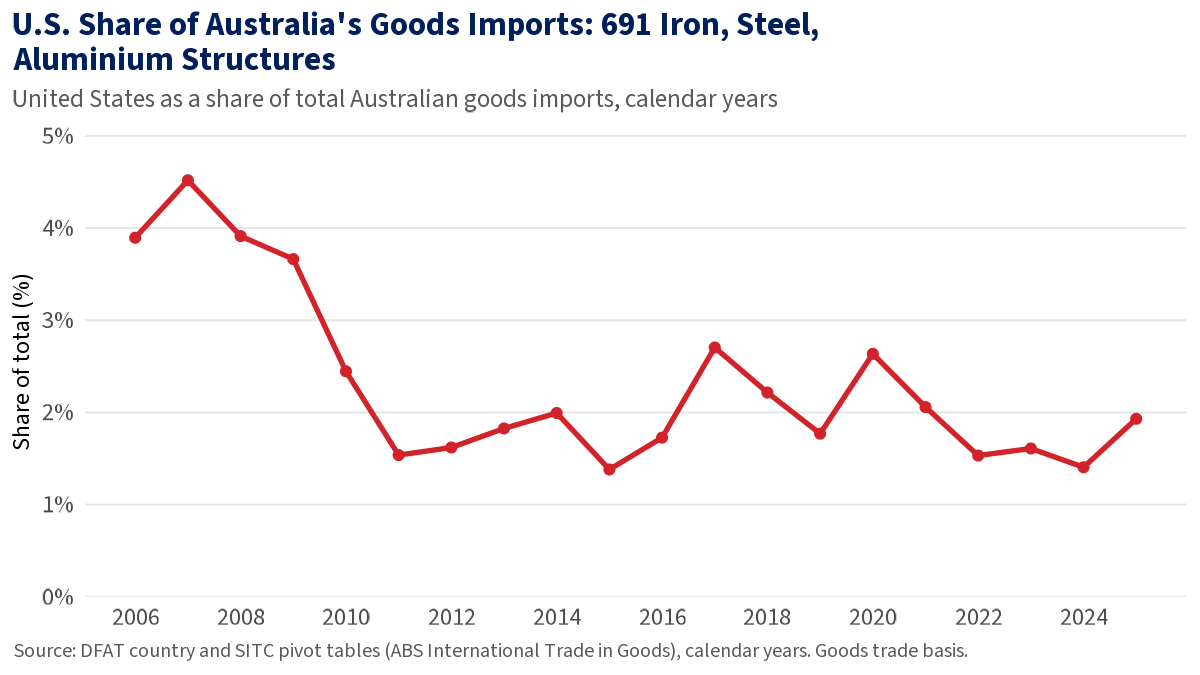 U.S. Share of Australia's Goods Imports: 691 Iron, Steel,
Aluminium Structures
United States as a share of total Australian goods imports, calendar years
5%
4%
3%
2%
1%
0%
Share of total (%)
2006 2008 2010 2012 2014 2016 2018 2020 2022 2024
Source: DFAT country and SITC pivot tables (ABS International Trade in Goods), calendar years. Goods trade basis.